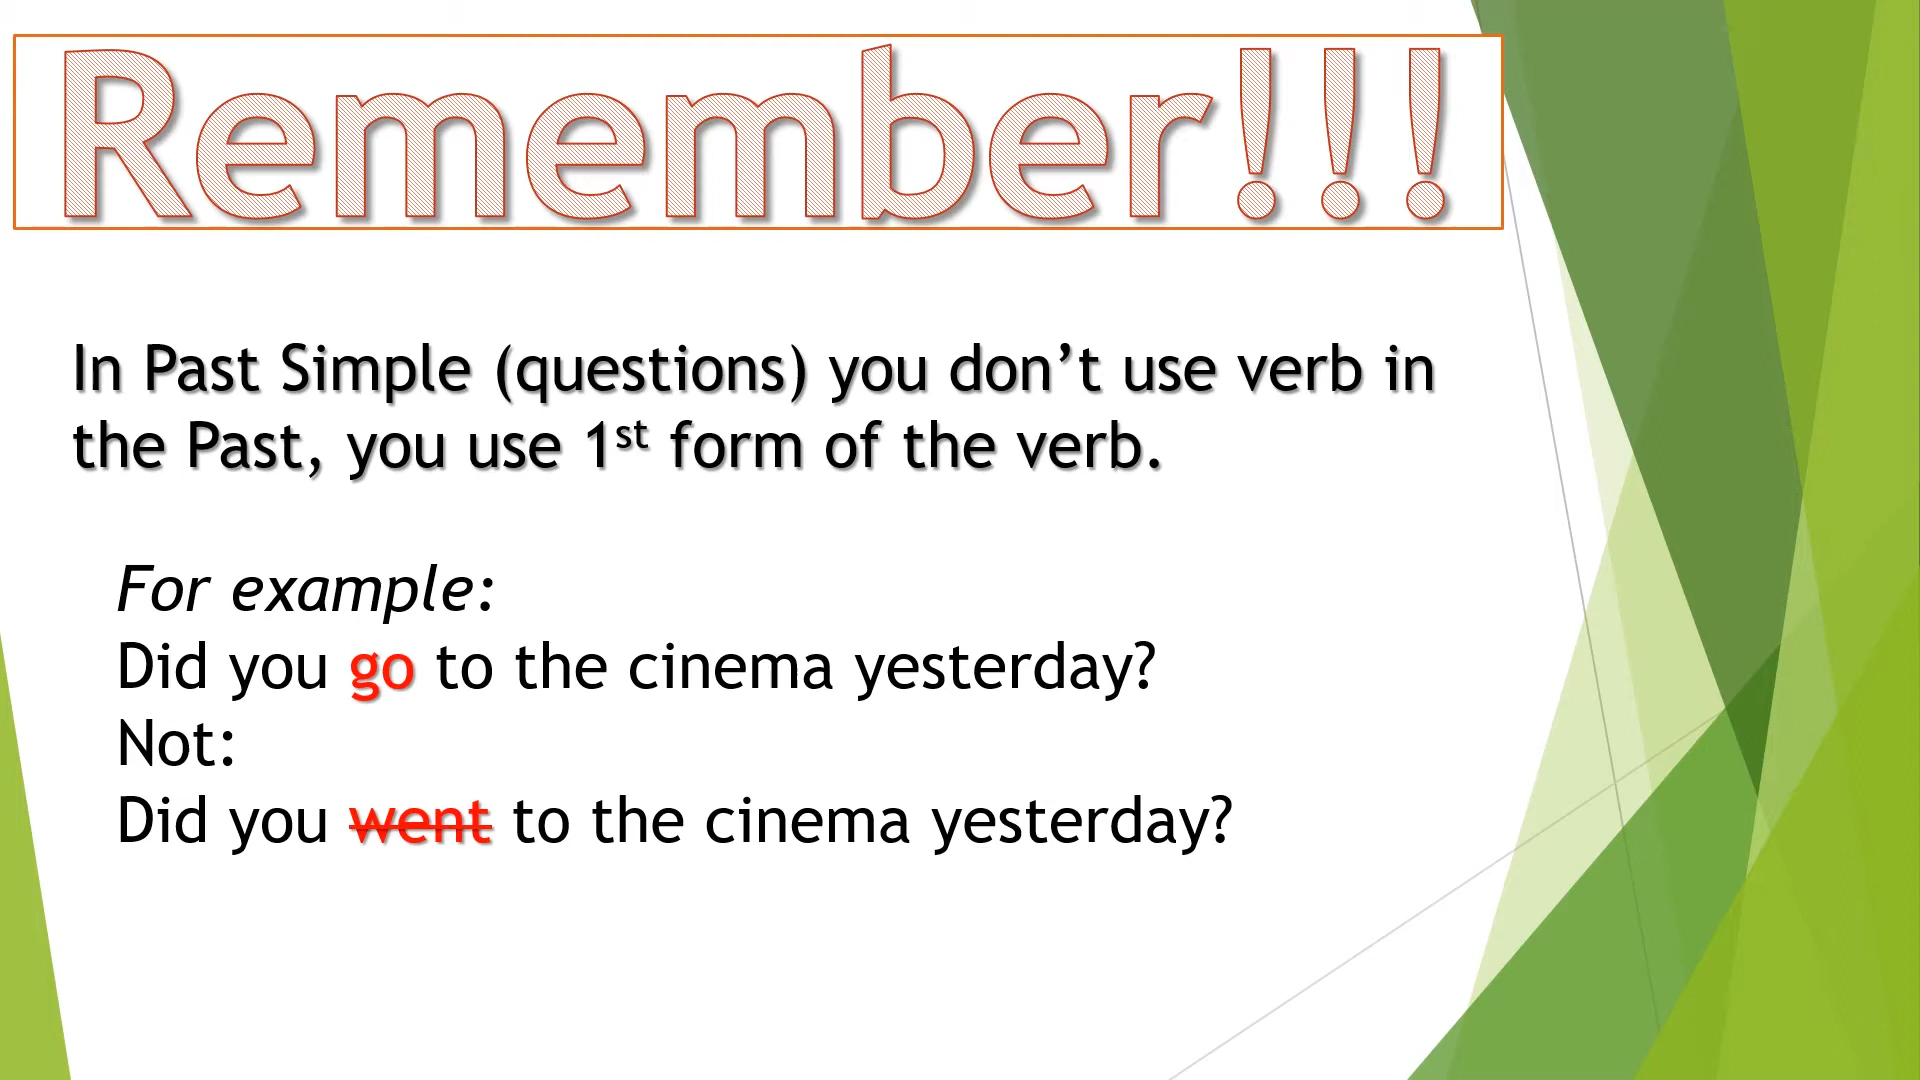 Remember!!!
In Past Simple (questions) you don’t use verb in
the Past, you use 1st form of the verb.
For example:
Did you go to the cinema yesterday?
Not:
Did you went to the cinema yesterday?